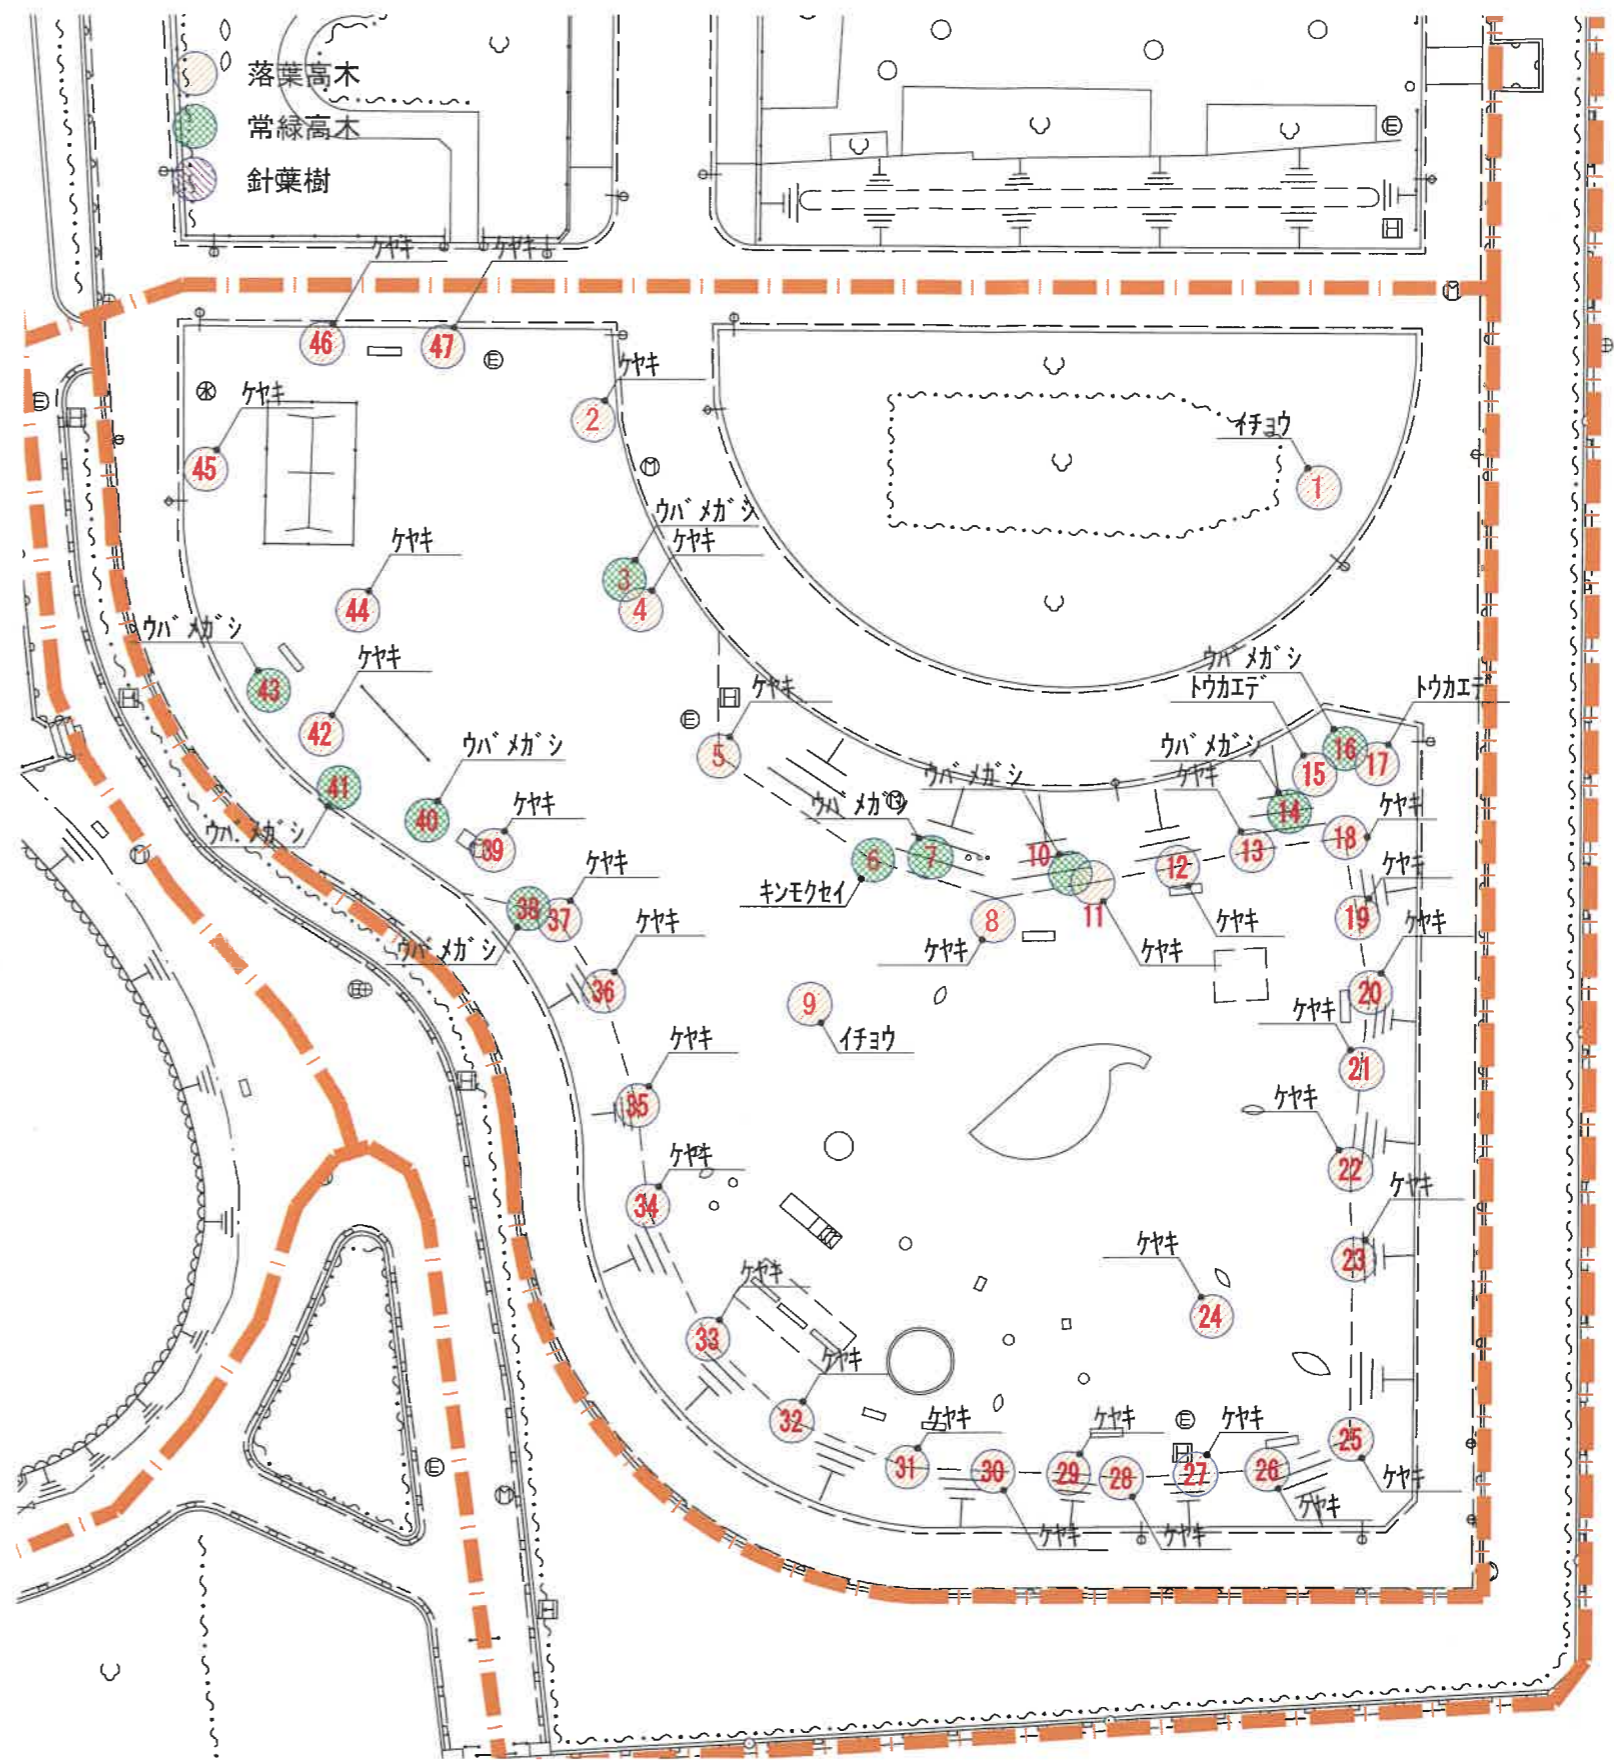 落葉高木
常緑高木
針葉樹
ケヤキ
ケヤキ
46
47
Ⓔ
ケヤキ
2
Ⓔ
ケヤキ
イチョウ
45
1
ウバメガシ
ケヤキ
ケヤキ
3
4
44
ウバメガシ
ケヤキ
43
42
ウバメガシ
トウカエデ
トウカエデ
ケヤキ
Ⓔ
5
16
17
15
ウバメガシ
ウバメガシ
ウバメガシ
ケヤキ
41
40
ウバメガシ
ケヤキ
14
ケヤキ
ウバメガシ
39
6
7
10
12
13
18
ケヤキ
キンモクセイ
11
ケヤキ
38
37
8
19
ケヤキ
ウバメガシ
ケヤキ
ケヤキ
ケヤキ
ケヤキ
36
9
20
イチョウ
ケヤキ
ケヤキ
21
35
ケヤキ
ケヤキ
22
34
ケヤキ
ケヤキ
23
ケヤキ
24
33
ケヤキ
32
ケヤキ
ケヤキ
Ⓔ
ケヤキ
25
31
30
29
28
27
26
ケヤキ
Ⓔ
ケヤキ
ケヤキ
ケヤキ